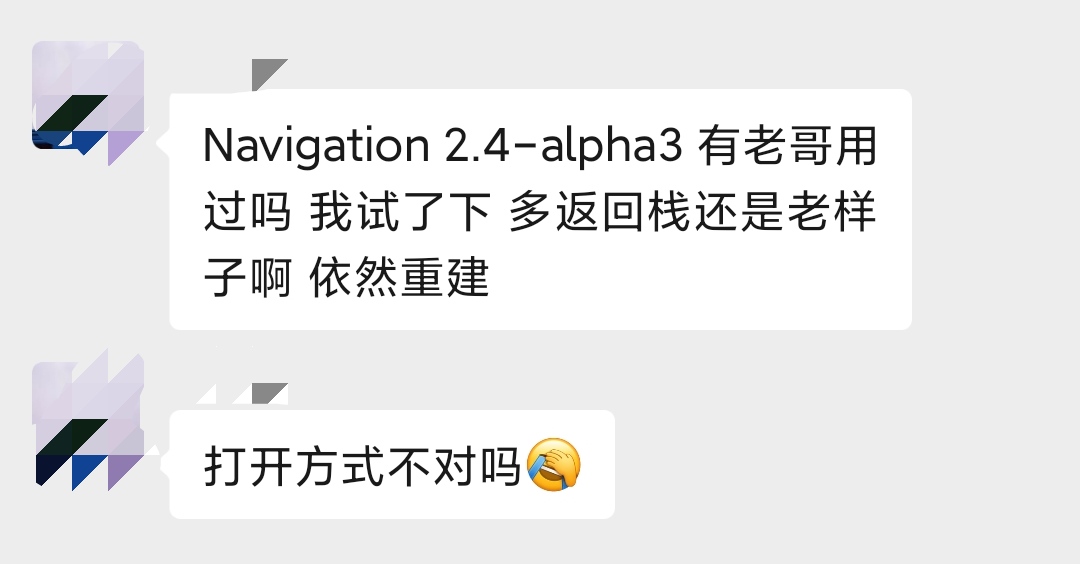 Navigation 2.4-alpha3 有老哥用
过吗 我试了下 多返回栈还是老样
子啊 依然重建
打开方式不对吗🤦